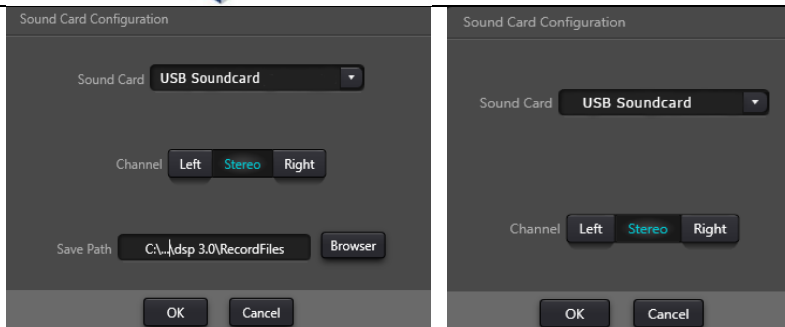 Sound Card Configuration
Sound Card USB Soundcard
Channel Left Stereo Right
Save Path C:\...\dsp 3.0\RecordFiles Browser
OK Cancel
Sound Card Configuration
Sound Card USB Soundcard
Channel Left Stereo Right
OK Cancel